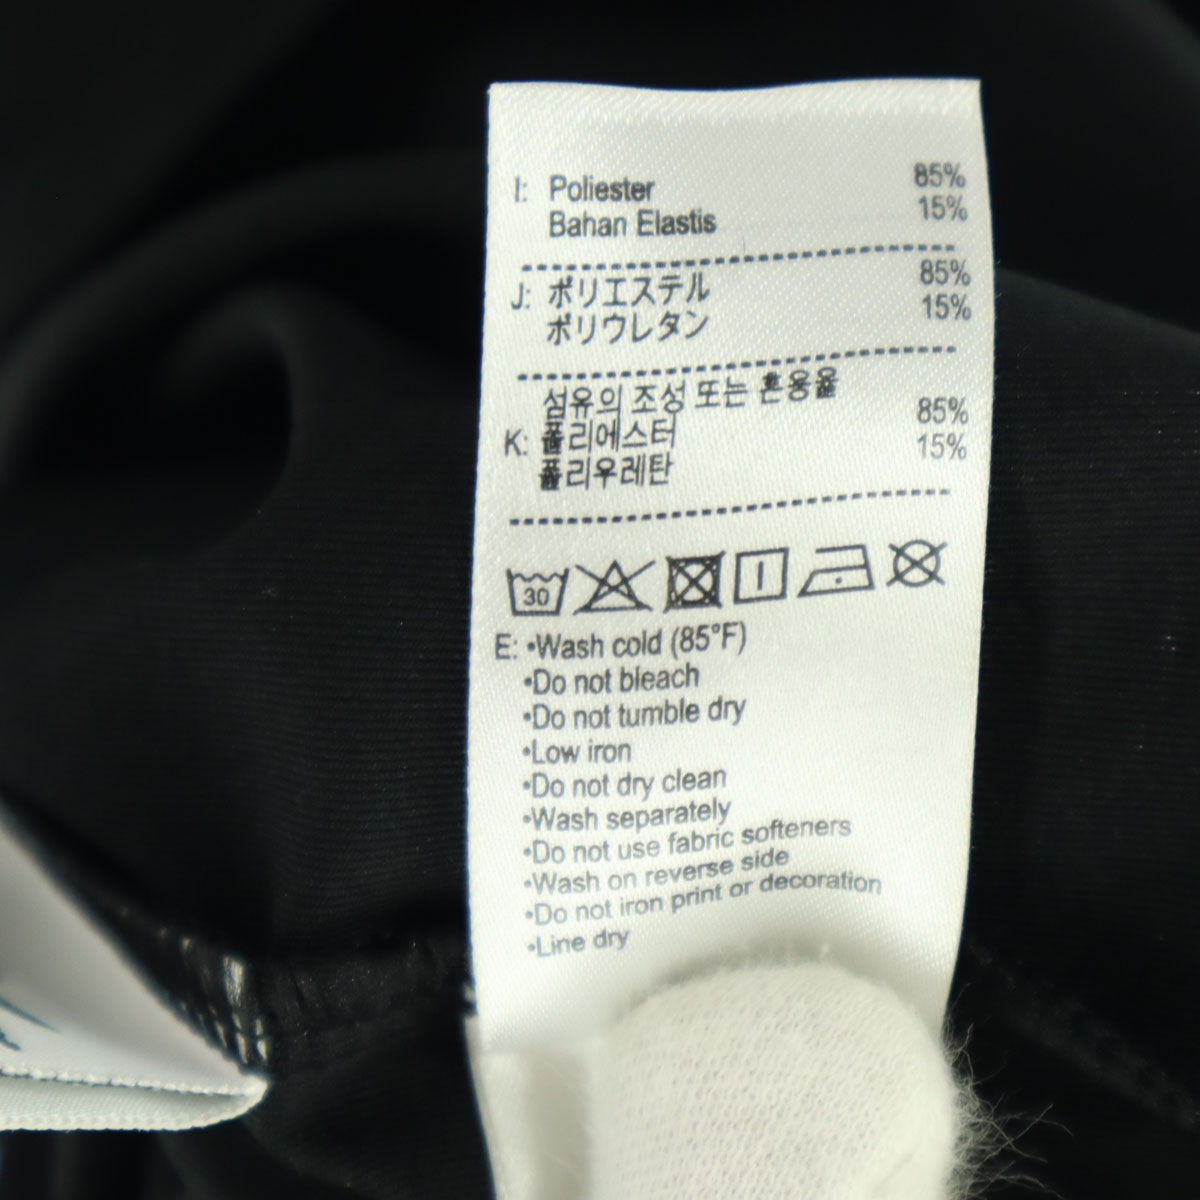 I: Poliester 85%
Bahan Elastis 15%
J: ポリエステル 85%
ポリウレタン 15%
섬유의 조성 또는 혼용율
K: 폴리에스터 85%
폴리우레탄 15%
30
E: •Wash cold (85°F)
•Do not bleach
•Do not tumble dry
•Low iron
•Do not dry clean
•Wash separately
•Do not use fabric softeners
•Wash on reverse side
•Do not iron print or decoration
•Line dry